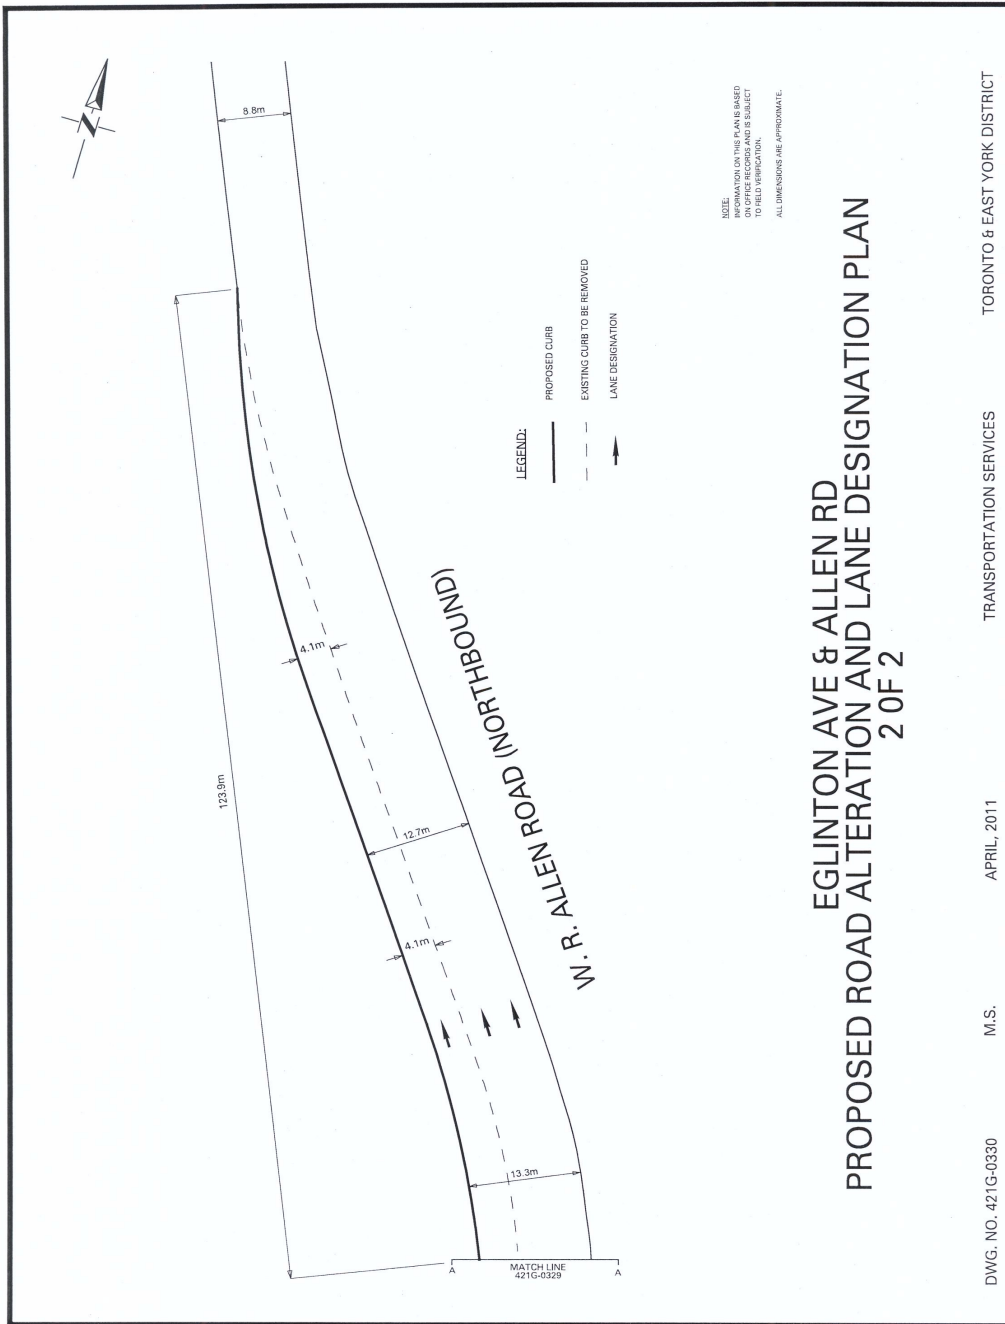 8.8m
123.9m
4.1m
12.7m
4.1m
13.3m
A
MATCH LINE
421G-0329
A
W. R. ALLEN ROAD (NORTHBOUND)
LEGEND:
PROPOSED CURB
EXISTING CURB TO BE REMOVED
LANE DESIGNATION
NOTE:
INFORMATION ON THIS PLAN IS BASED
ON OFFICE RECORDS AND IS SUBJECT
TO FIELD VERIFICATION.
ALL DIMENSIONS ARE APPROXIMATE.
EGLINTON AVE & ALLEN RD
PROPOSED ROAD ALTERATION AND LANE DESIGNATION PLAN
2 OF 2
DWG. NO. 421G-0330 M.S. APRIL, 2011 TRANSPORTATION SERVICES TORONTO & EAST YORK DISTRICT
N